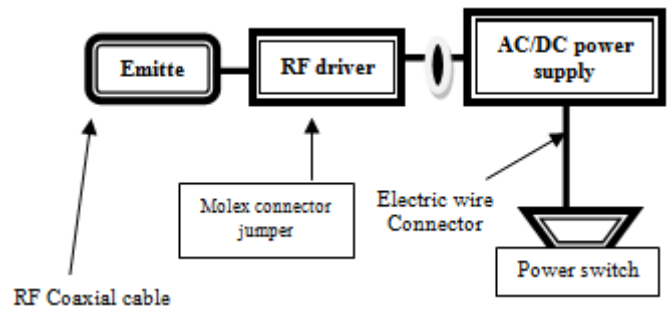 Emitte
RF driver
AC/DC power
supply
Molex connector
jumper
Electric wire
Connector
Power switch
RF Coaxial cable